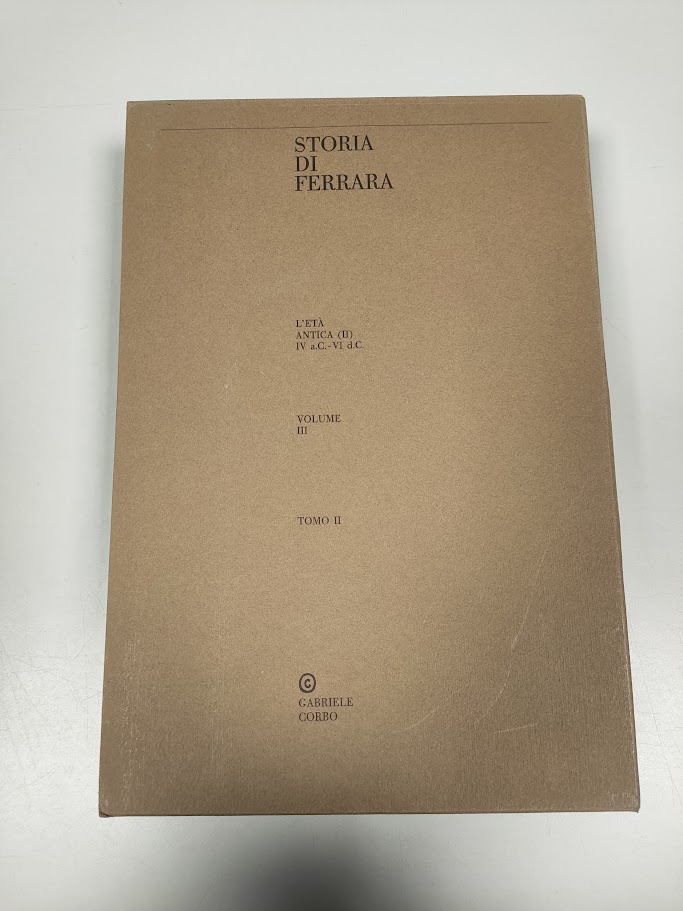 STORIA
DI
FERRARA
L'ETÀ
ANTICA (II)
IV a.C.-VI d.C.
VOLUME
III
TOMO II
©
GABRIELE
CORBO